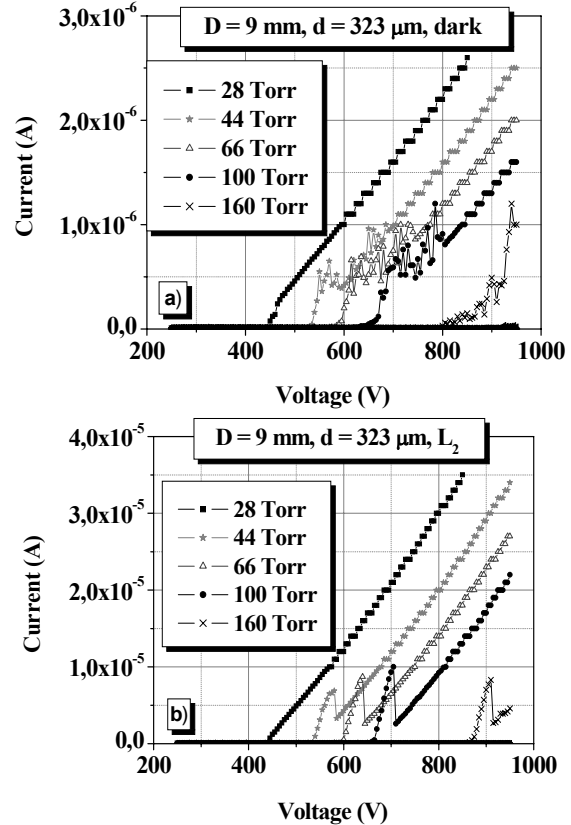 D = 9 mm, d = 323 μm, dark
28 Torr
44 Torr
66 Torr
100 Torr
160 Torr
3,0x10⁻⁶
2,0x10⁻⁶
1,0x10⁻⁶
0,0
Current (A)
a)
200 400 600 800 1000
Voltage (V)
D = 9 mm, d = 323 μm, L₂
28 Torr
44 Torr
66 Torr
100 Torr
160 Torr
4,0x10⁻⁵
3,0x10⁻⁵
2,0x10⁻⁵
1,0x10⁻⁵
0,0
Current (A)
b)
200 400 600 800 1000
Voltage (V)